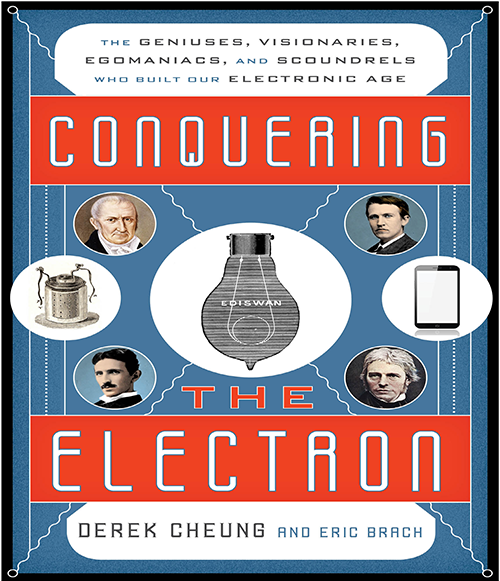 THE GENIUSES, VISIONARIES,
EGOMANIACS, AND SCOUNDRELS
WHO BUILT OUR ELECTRONIC AGE
CONQUERING
EDISWAN
THE
ELECTRON
DEREK CHEUNG AND ERIC BRACH